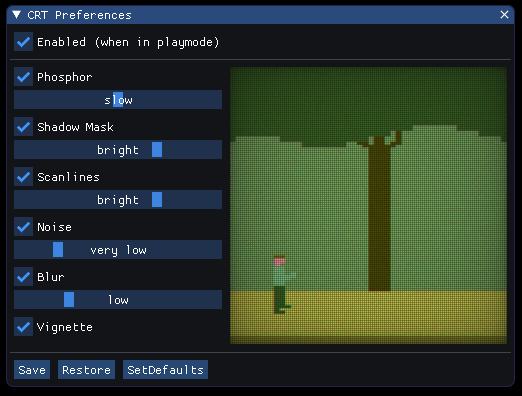 CRT Preferences
Enabled (when in playmode)
Phosphor
slow
Shadow Mask
bright
Scanlines
bright
Noise
very low
Blur
low
Vignette
Save Restore SetDefaults